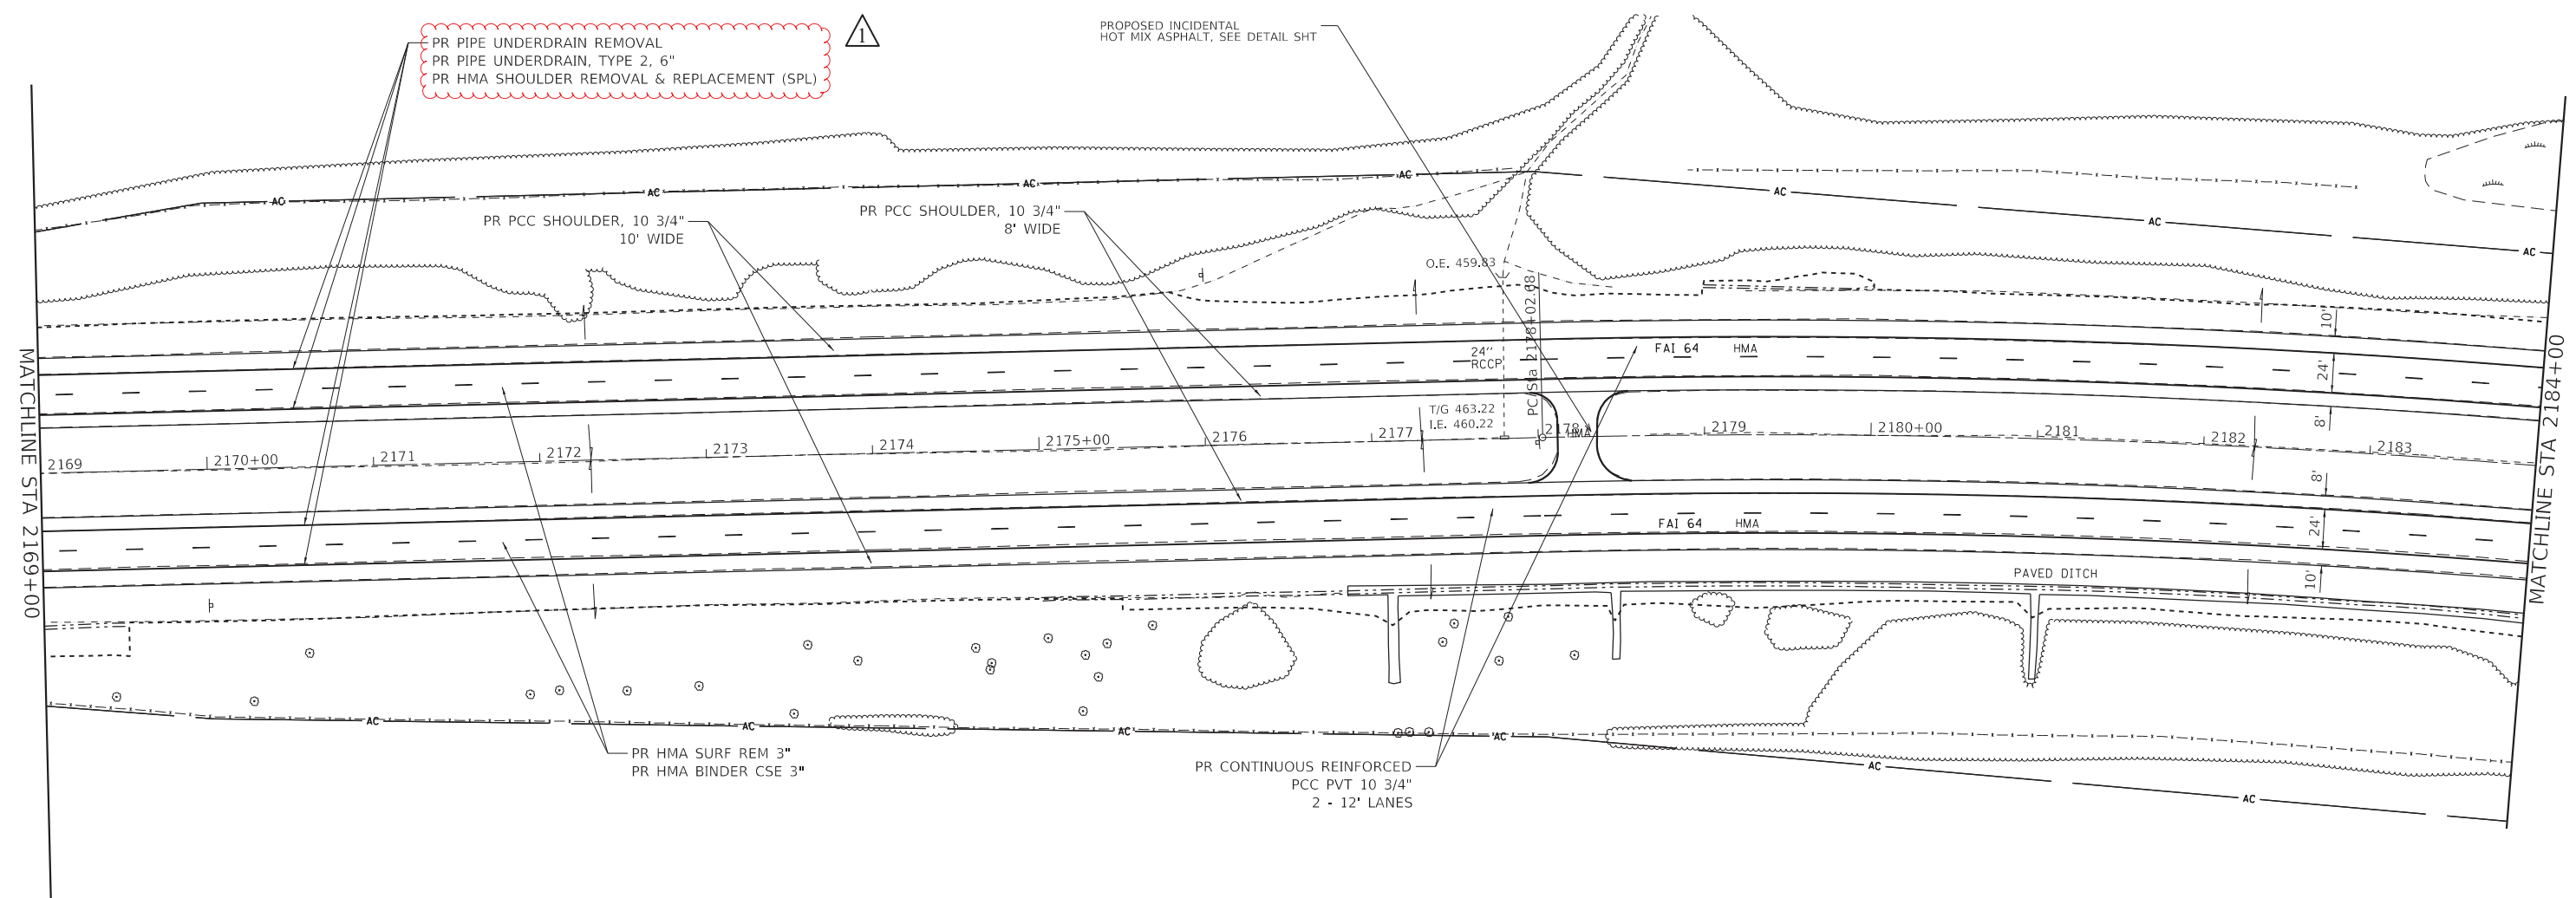 PR PIPE UNDERDRAIN REMOVAL
PR PIPE UNDERDRAIN, TYPE 2, 6"
PR HMA SHOULDER REMOVAL & REPLACEMENT (SPL)
1
PROPOSED INCIDENTAL
HOT MIX ASPHALT, SEE DETAIL SHT
AC
AC
AC
AC
AC
AC
AC
PR PCC SHOULDER, 10 3/4"
10' WIDE
PR PCC SHOULDER, 10 3/4"
8' WIDE
O.E. 459.83
PC Sta 2178+02.08
24"
RCCP
FAI 64 HMA
10'
24'
8'
T/G 463.22
I.E. 460.22
HMA
2169
2170+00
2171
2172
2173
2174
2175+00
2176
2177
2178
2179
2180+00
2181
2182
2183
MATCHLINE STA 2169+00
MATCHLINE STA 2184+00
8'
24'
10'
FAI 64 HMA
PAVED DITCH
AC
AC
AC
AC
AC
AC
PR HMA SURF REM 3"
PR HMA BINDER CSE 3"
PR CONTINUOUS REINFORCED
PCC PVT 10 3/4"
2 - 12' LANES